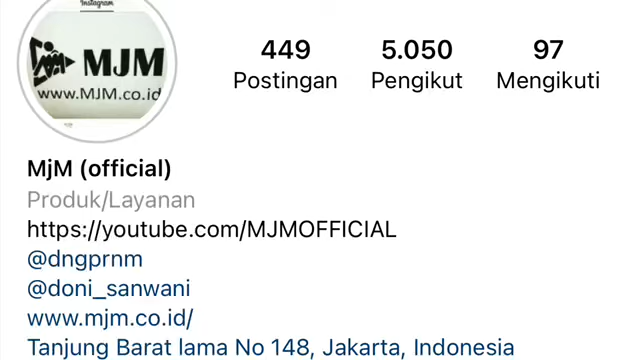 Instagram
MJM
www.MJM.co.id
449 5.050 97
Postingan Pengikut Mengikuti
MjM (official)
Produk/Layanan
https://youtube.com/MJMOFFICIAL
@dngprnm
@doni_sanwani
www.mjm.co.id/
Tanjung Barat lama No 148, Jakarta, Indonesia